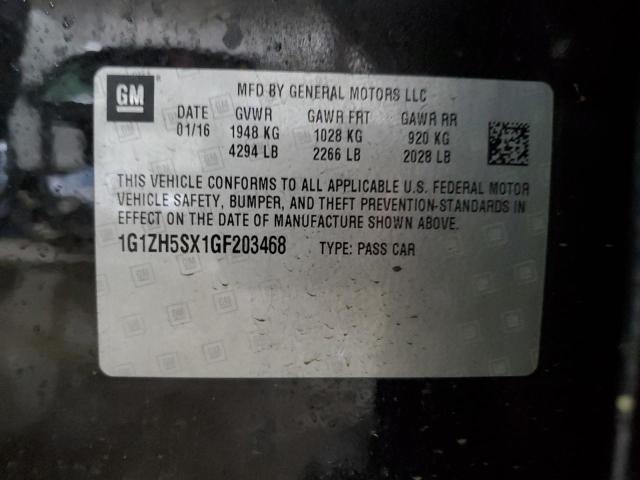 GM
MFD BY GENERAL MOTORS LLC
DATE GVWR GAWR FRT GAWR RR
01/16 1948 KG 1028 KG 920 KG
4294 LB 2266 LB 2028 LB
THIS VEHICLE CONFORMS TO ALL APPLICABLE U.S. FEDERAL MOTOR
VEHICLE SAFETY, BUMPER, AND THEFT PREVENTION STANDARDS IN
EFFECT ON THE DATE OF MANUFACTURE SHOWN ABOVE.
1G1ZH5SX1GF203468 TYPE: PASS CAR